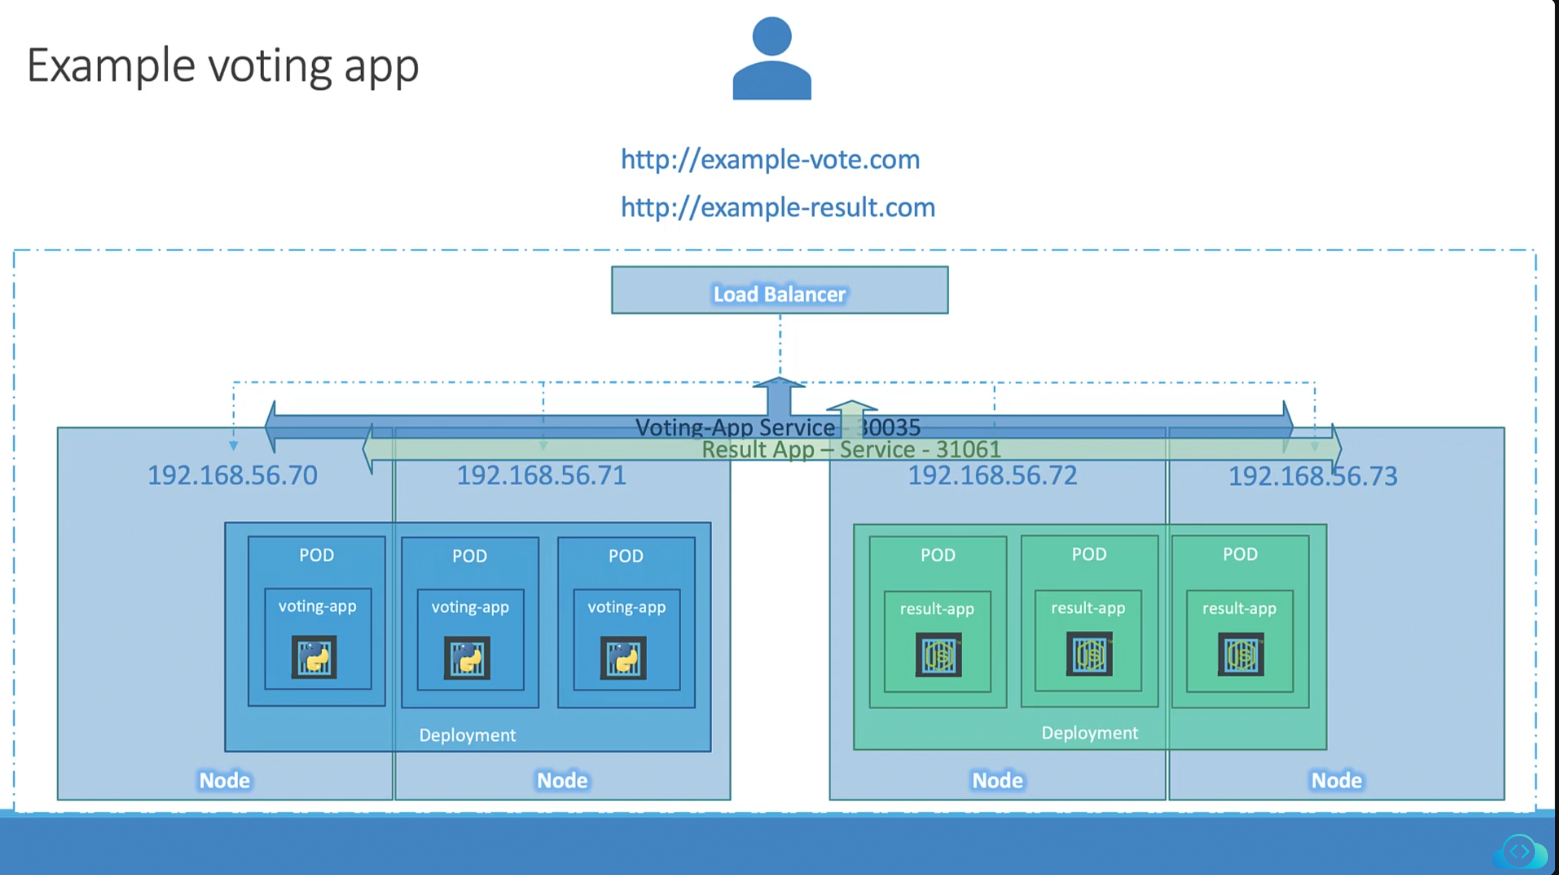 Example voting app
http://example-vote.com
http://example-result.com
Load Balancer
Voting-App Service - 30035
Result App – Service - 31061
192.168.56.70
192.168.56.71
192.168.56.72
192.168.56.73
POD
POD
POD
POD
POD
POD
voting-app
voting-app
voting-app
result-app
result-app
result-app
Deployment
Deployment
Node
Node
Node
Node